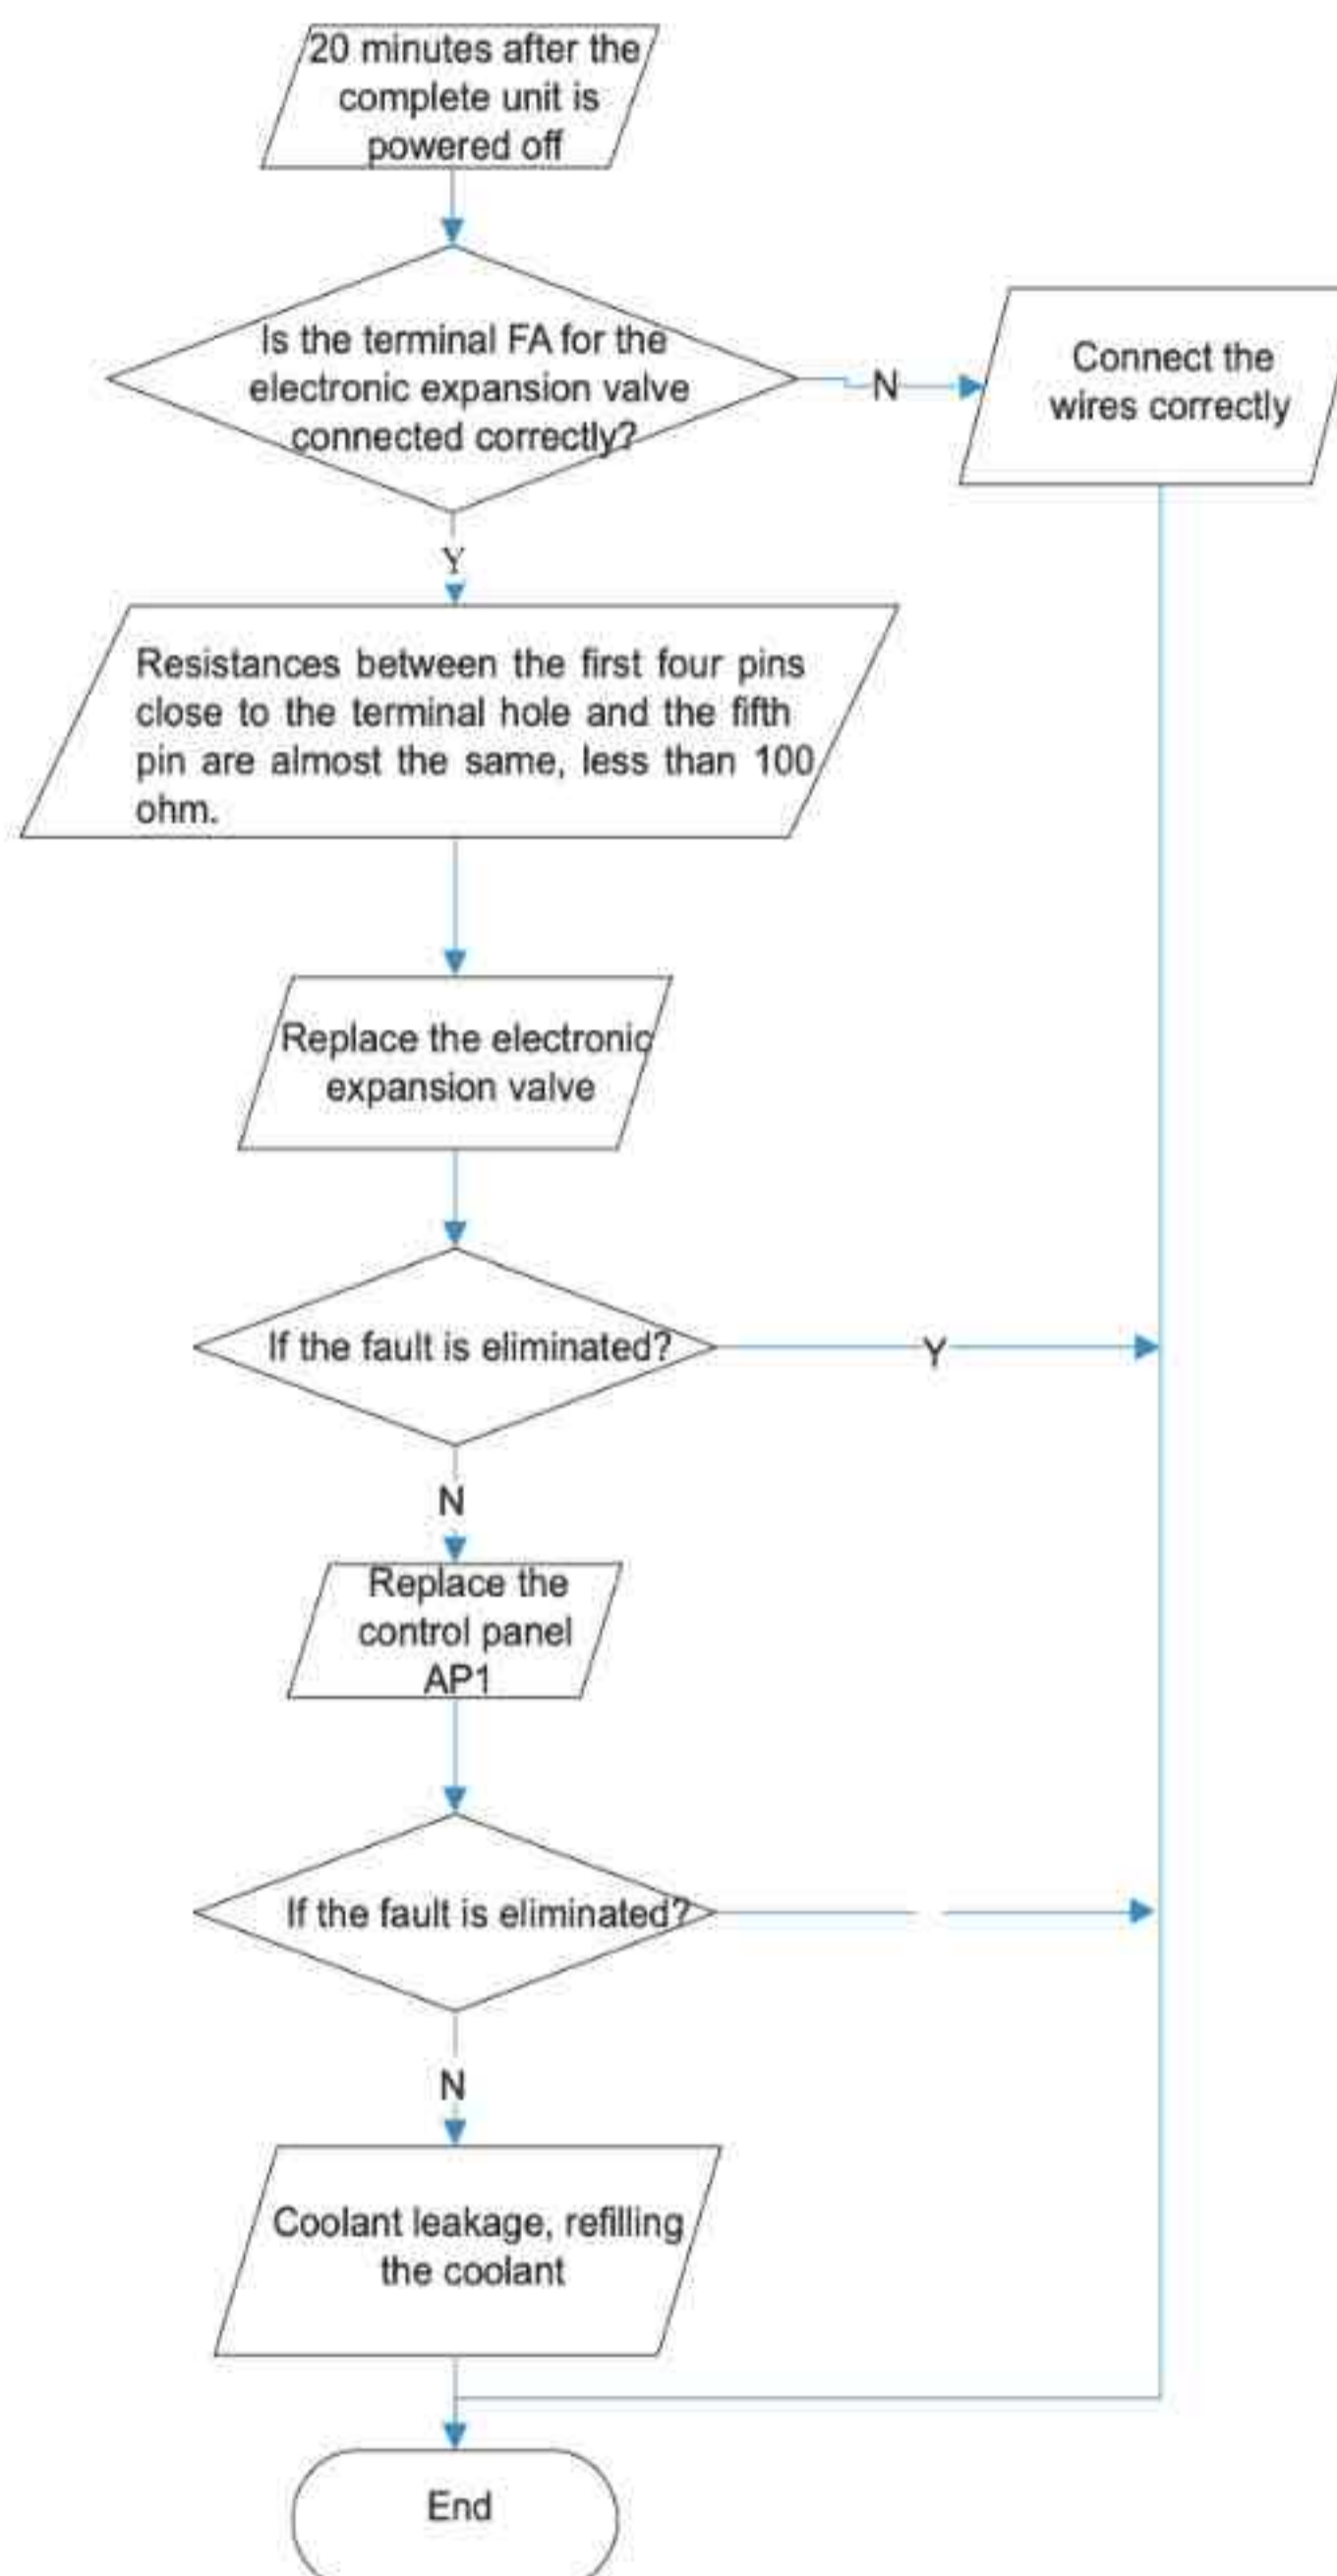 20 minutes after the
complete unit is
powered off
Is the terminal FA for the
electronic expansion valve
connected correctly?
N
Connect the
wires correctly
Y
Resistances between the first four pins
close to the terminal hole and the fifth
pin are almost the same, less than 100
ohm.
Replace the electronic
expansion valve
If the fault is eliminated?
Y
N
Replace the
control panel
AP1
If the fault is eliminated?
N
Coolant leakage, refilling
the coolant
End